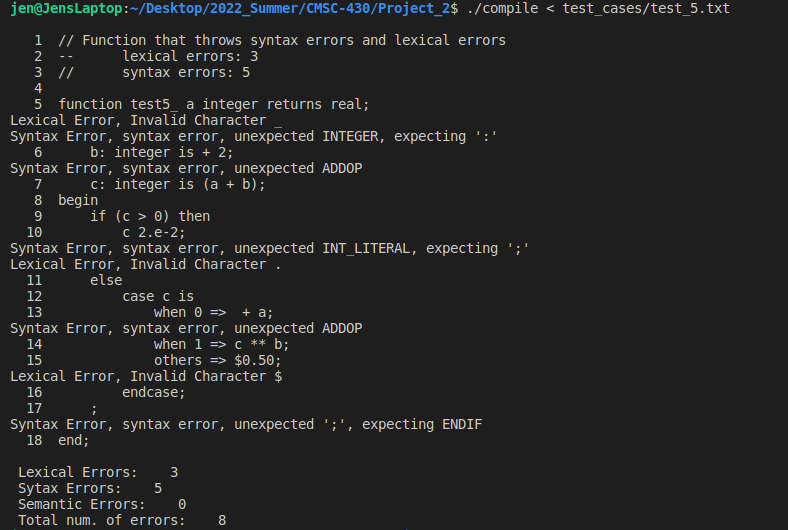 jen@JensLaptop:~/Desktop/2022_Summer/CMSC-430/Project_2$ ./compile < test_cases/test_5.txt
1 // Function that throws syntax errors and lexical errors
2 -- lexical errors: 3
3 // syntax errors: 5
4
5 function test5_ a integer returns real;
Lexical Error, Invalid Character _
Syntax Error, syntax error, unexpected INTEGER, expecting ':'
6 b: integer is + 2;
Syntax Error, syntax error, unexpected ADDOP
7 c: integer is (a + b);
8 begin
9 if (c > 0) then
10 c 2.e-2;
Syntax Error, syntax error, unexpected INT_LITERAL, expecting ';'
Lexical Error, Invalid Character .
11 else
12 case c is
13 when 0 => + a;
Syntax Error, syntax error, unexpected ADDOP
14 when 1 => c ** b;
15 others => $0.50;
Lexical Error, Invalid Character $
16 endcase;
17 ;
Syntax Error, syntax error, unexpected ';', expecting ENDIF
18 end;
Lexical Errors: 3
Sytax Errors: 5
Semantic Errors: 0
Total num. of errors: 8